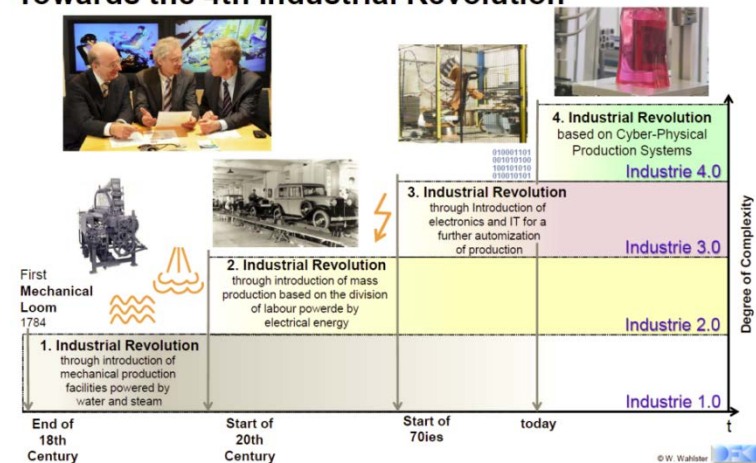 Towards the 4th Industrial Revolution
4. Industrial Revolution
based on Cyber-Physical
Production Systems
Industrie 4.0
010001101
001010100
100101010
010010101
3. Industrial Revolution
through Introduction of
electronics and IT for a
further automization
of production
Industrie 3.0
Degree of Complexity
First
Mechanical
Loom
1784
2. Industrial Revolution
through introduction of mass
production based on the division
of labour powerde by
electrical energy
Industrie 2.0
1. Industrial Revolution
through introduction of
mechanical production
facilities powered by
water and steam
Industrie 1.0
End of
18th
Century
Start of
20th
Century
Start of
70ies
today
t
© W. Wahlster